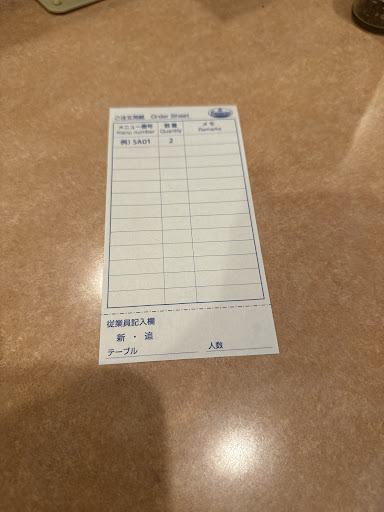 ご注文用紙 Order Sheet
メニュー番号 数量 メモ
Menu number Quantity Remarks
例) SA01 2
従業員記入欄
新 ・ 追
テーブル 人数